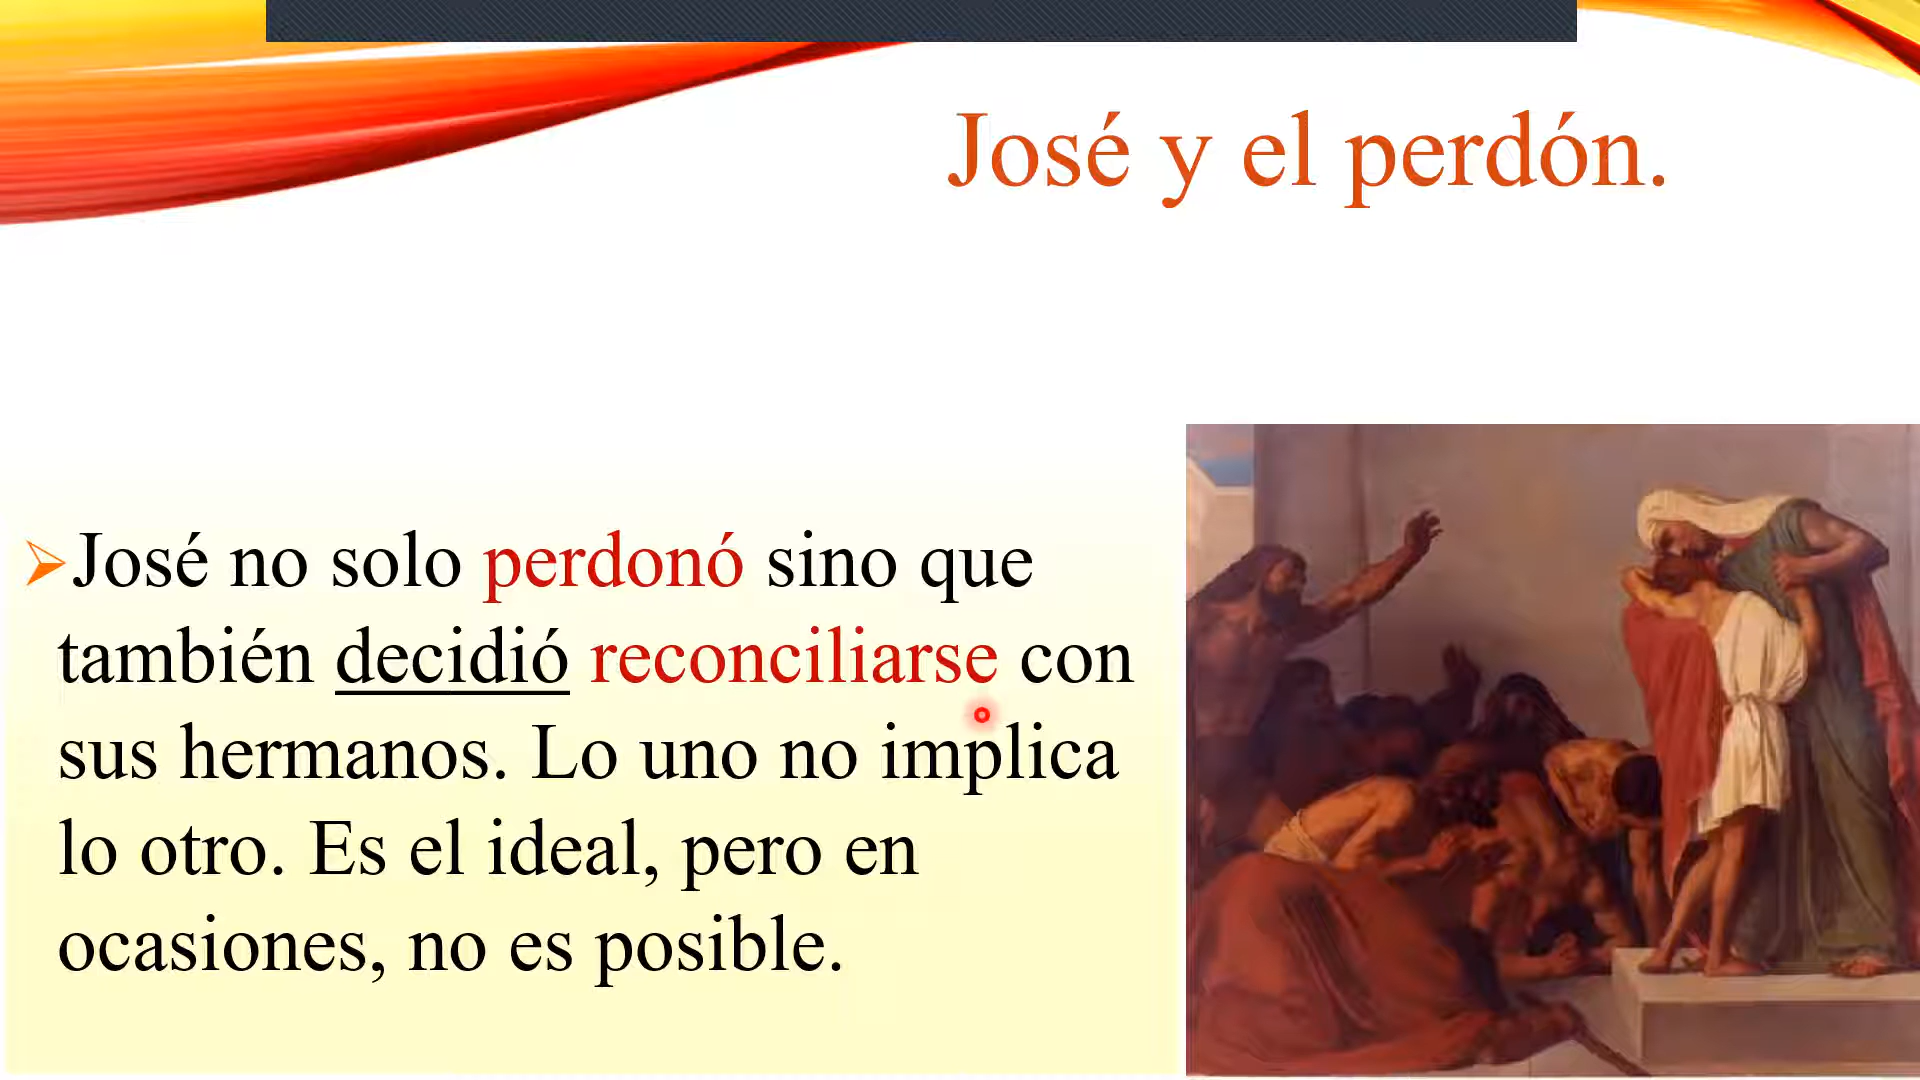 José y el perdón.
José no solo perdonó sino que
también decidió reconciliarse con
sus hermanos. Lo uno no implica
lo otro. Es el ideal, pero en
ocasiones, no es posible.